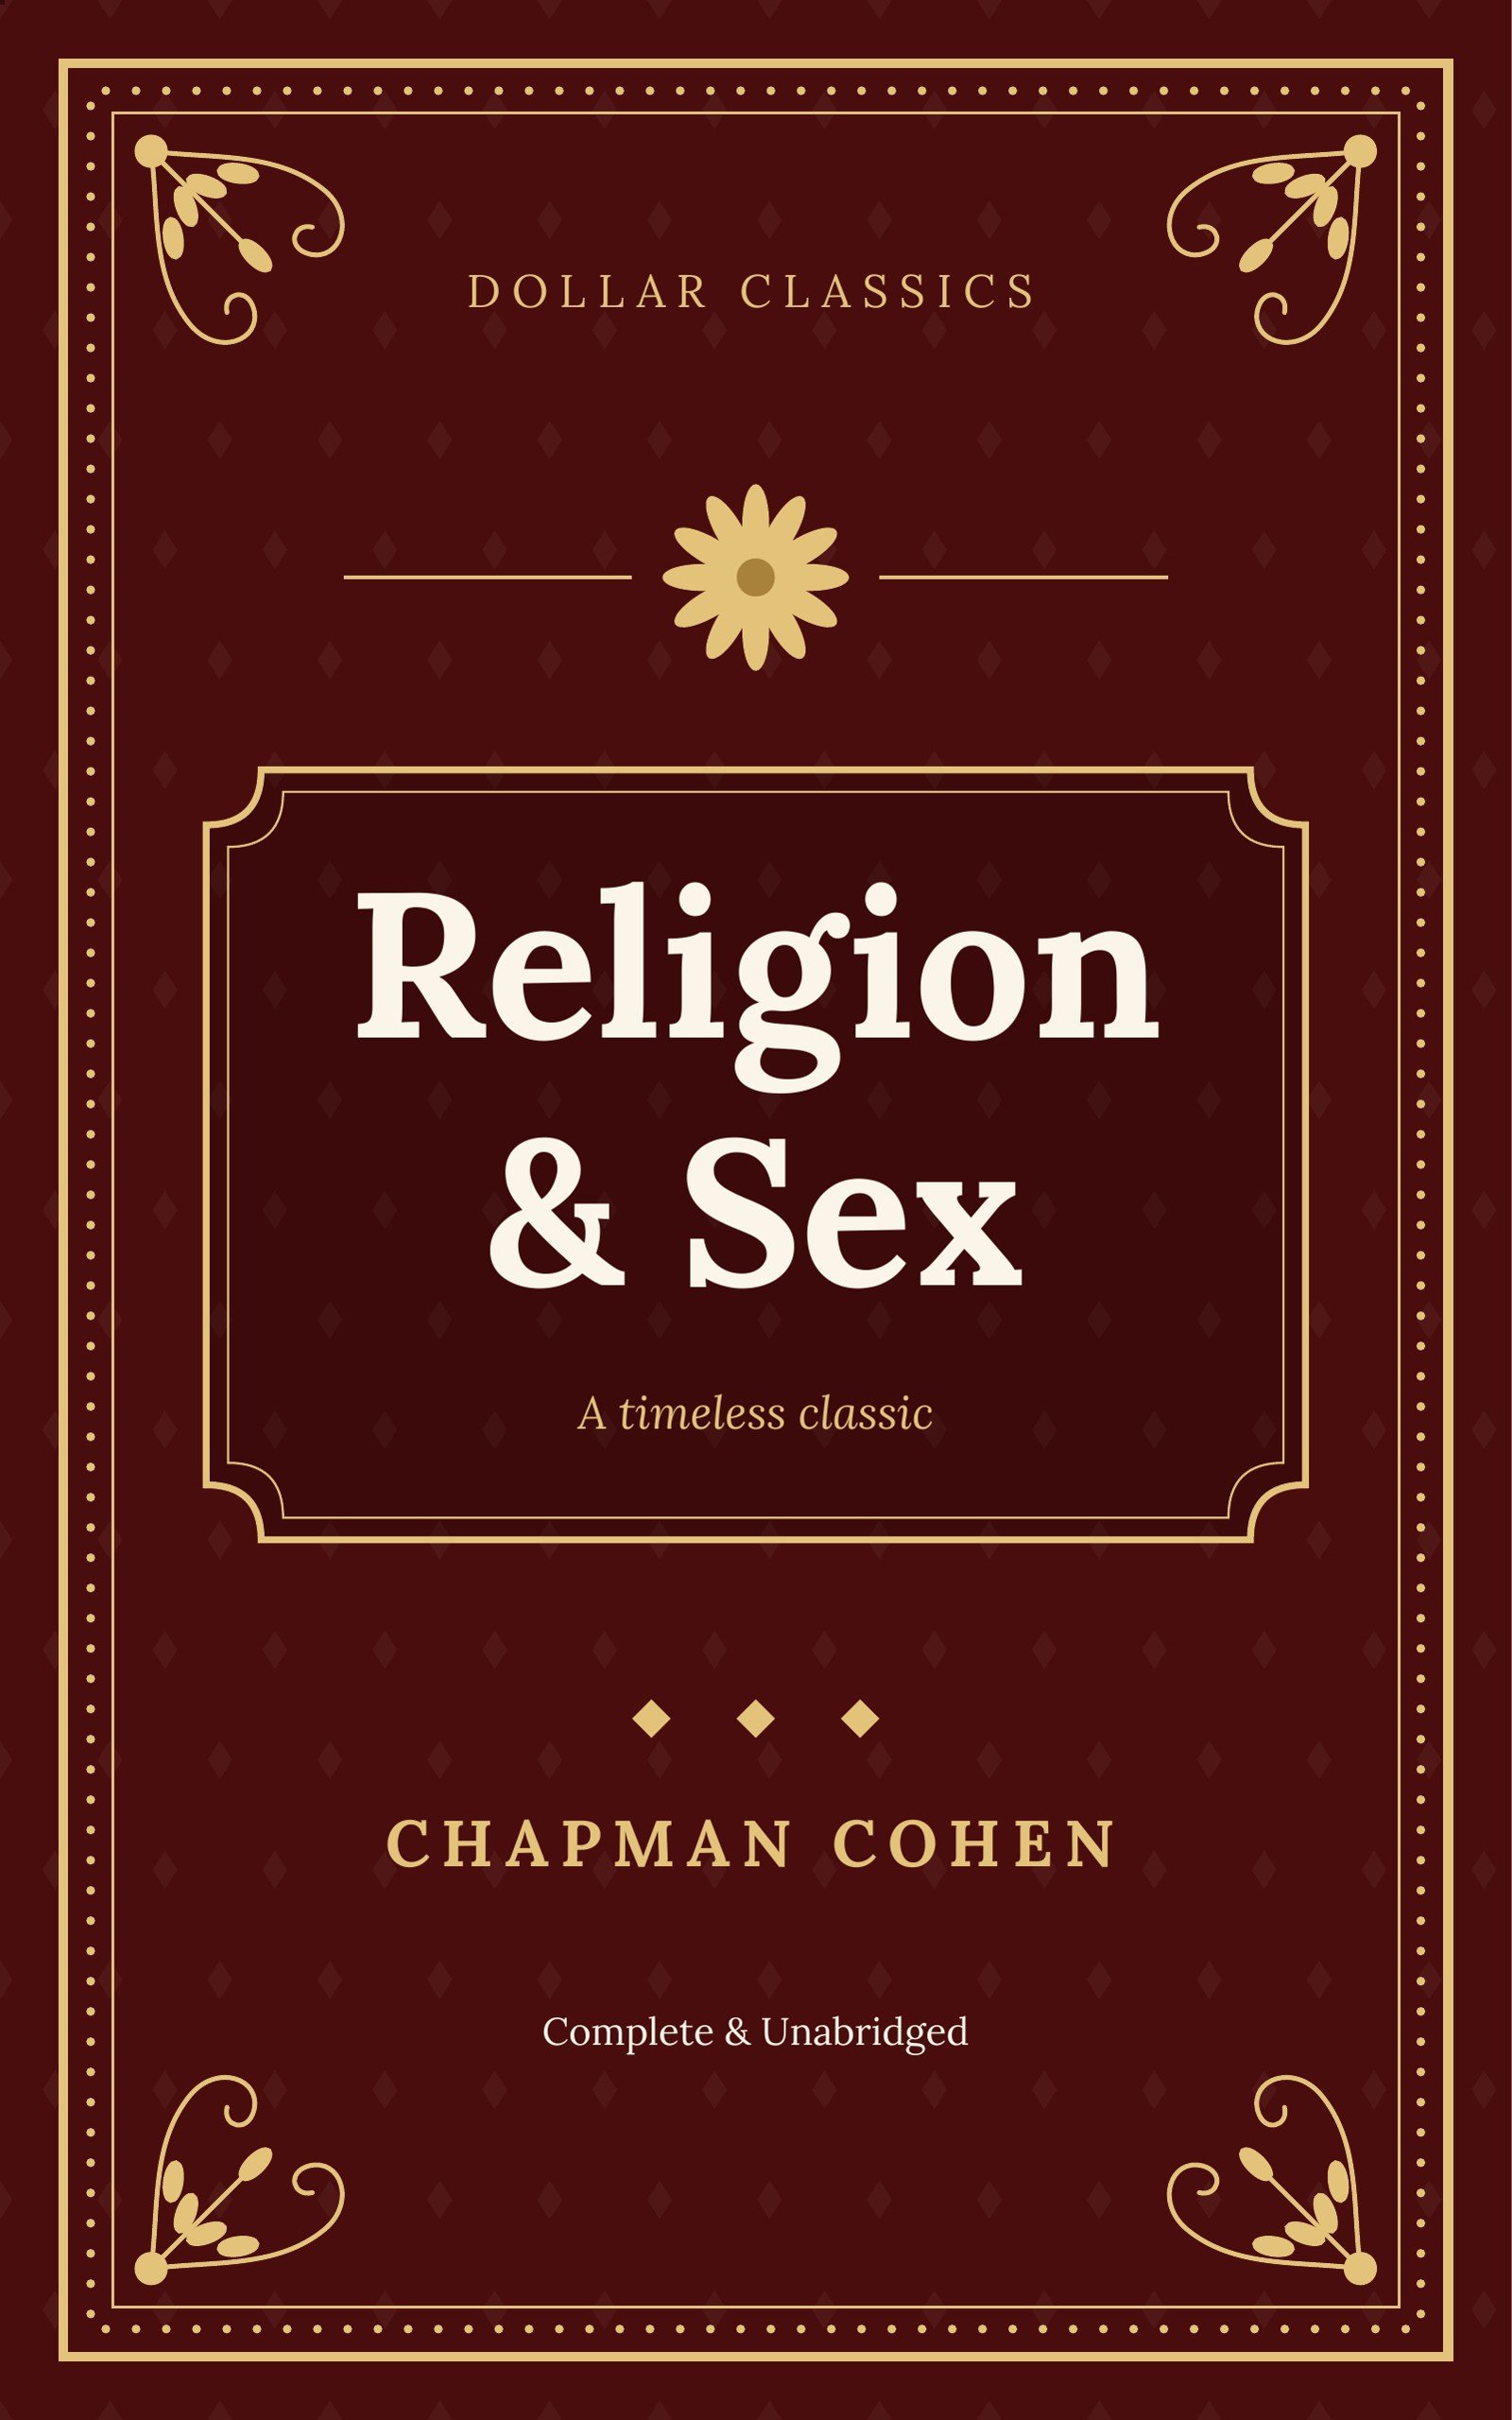 DOLLAR CLASSICS
Religion
& Sex
A timeless classic
CHAPMAN COHEN
Complete & Unabridged